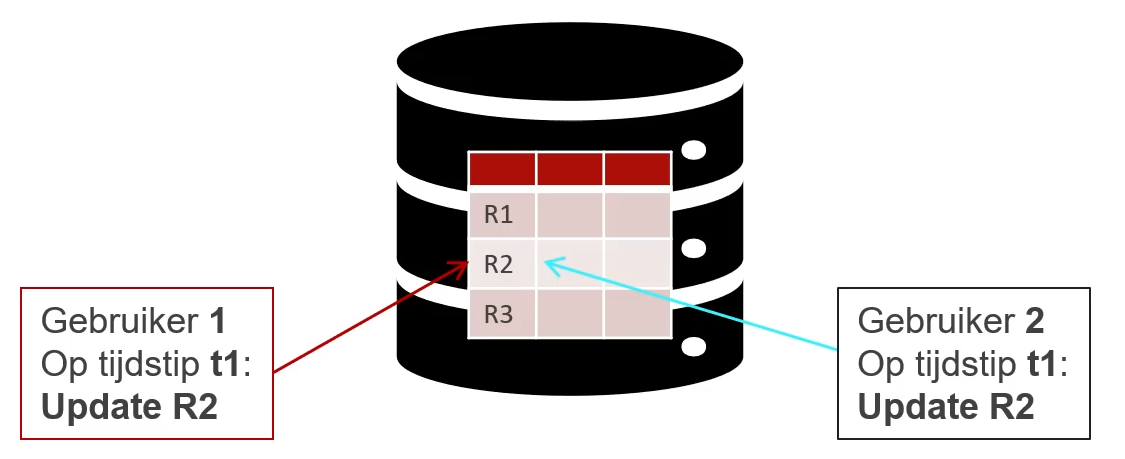 R1
R2
R3
Gebruiker 1
Op tijdstip t1:
Update R2
Gebruiker 2
Op tijdstip t1:
Update R2